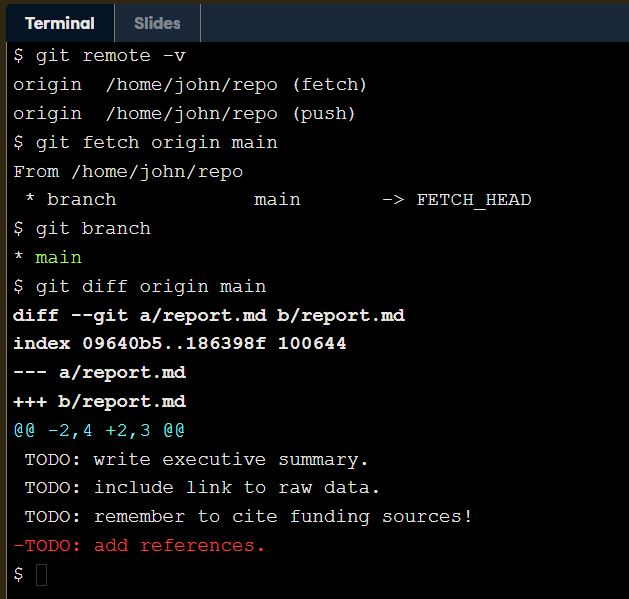 Terminal
Slides
$ git remote -v
origin  /home/john/repo (fetch)
origin  /home/john/repo (push)
$ git fetch origin main
From /home/john/repo
 * branch            main       -> FETCH_HEAD
$ git branch
* main
$ git diff origin main
diff --git a/report.md b/report.md
index 09640b5..186398f 100644
--- a/report.md
+++ b/report.md
@@ -2,4 +2,3 @@
 TODO: write executive summary.
 TODO: include link to raw data.
 TODO: remember to cite funding sources!
-TODO: add references.
$